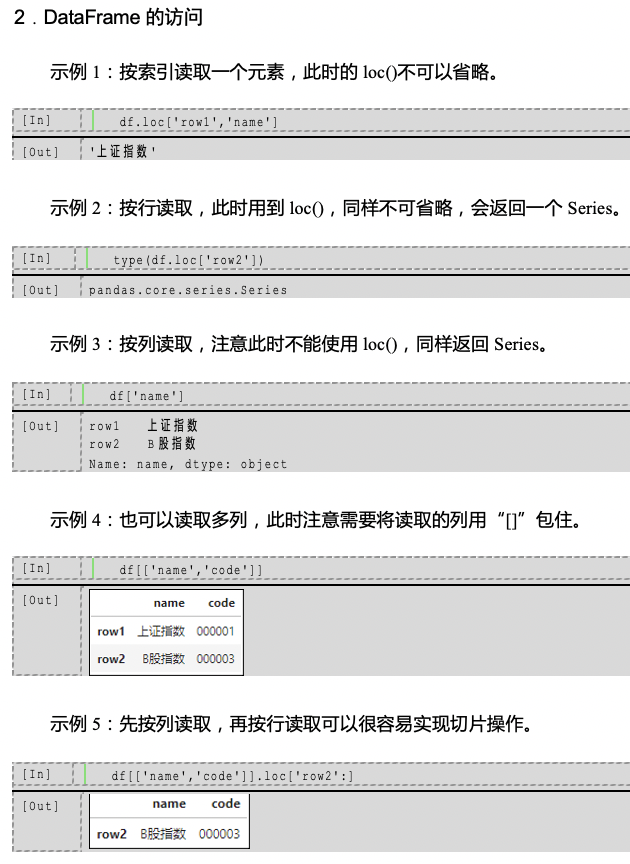 2．DataFrame 的访问
示例 1：按索引读取一个元素，此时的 loc()不可以省略。
[In] df.loc['row1','name']
[Out] '上证指数'
示例 2：按行读取，此时用到 loc()，同样不可省略，会返回一个 Series。
[In] type(df.loc['row2'])
[Out] pandas.core.series.Series
示例 3：按列读取，注意此时不能使用 loc()，同样返回 Series。
[In] df['name']
[Out] row1 上证指数
row2 B股指数
Name: name, dtype: object
示例 4：也可以读取多列，此时注意需要将读取的列用“[]”包住。
[In] df[['name','code']]
[Out] name code
row1 上证指数 000001
row2 B股指数 000003
示例 5：先按列读取，再按行读取可以很容易实现切片操作。
[In] df[['name','code']].loc['row2':]
[Out] name code
row2 B股指数 000003